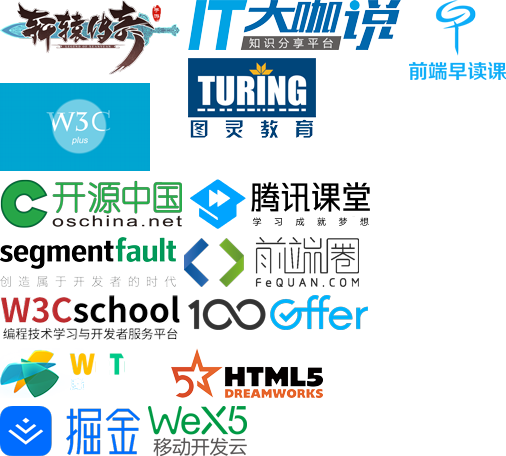 轩辕传奇
IT大咖说
知识分享平台
前端早读课
W3C
plus
TURING
图灵教育
开源中国
oschina.net
腾讯课堂
学习成就梦想
segmentfault
创造属于开发者的时代
前端圈
FeQUAN.COM
W3Cschool
编程技术学习与开发者服务平台
100offer
W T
5 HTML5
DREAMWORKS
掘金
WeX5
移动开发云